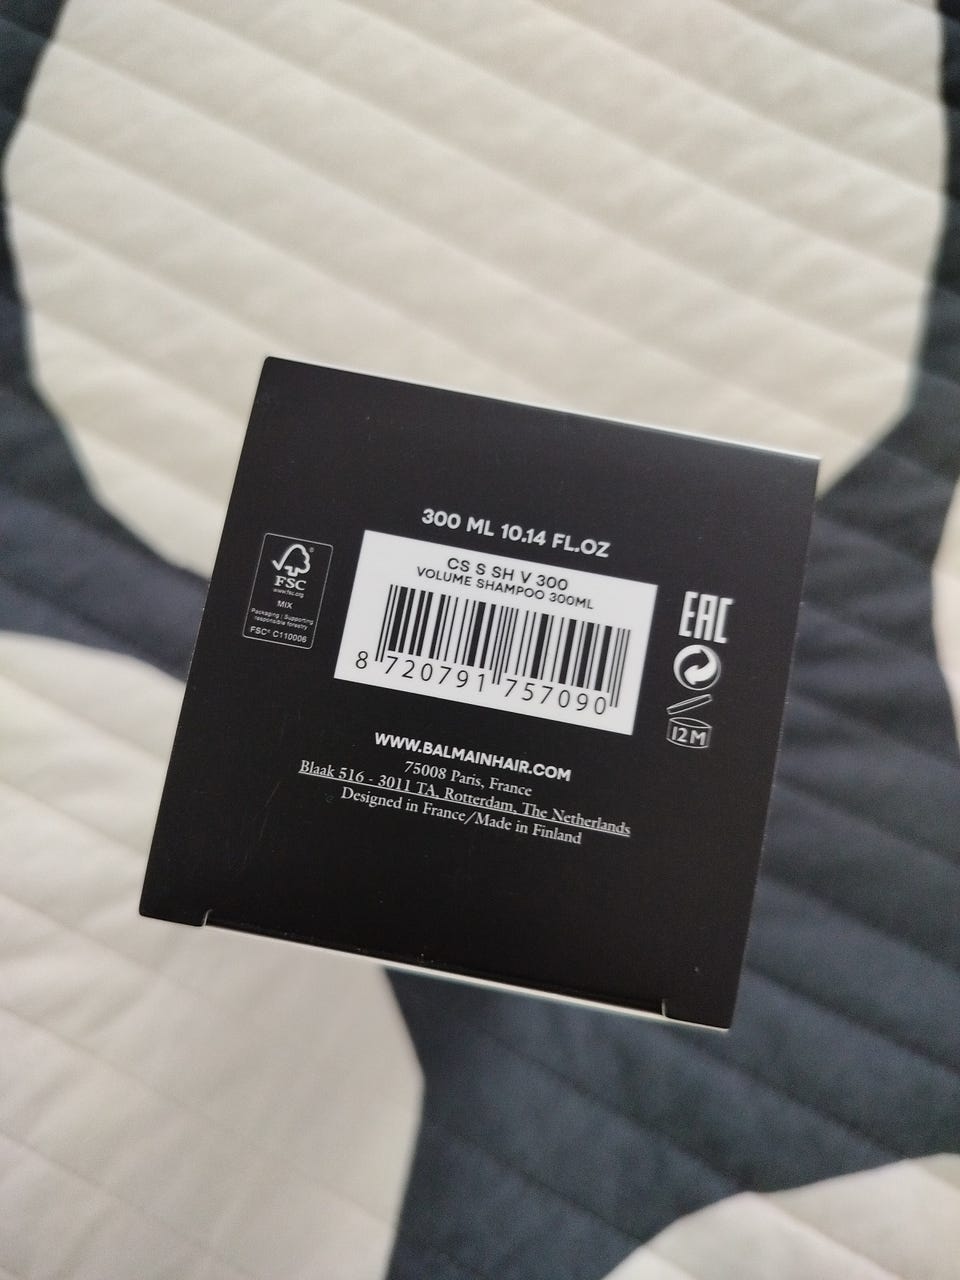 300 ML 10.14 FL.OZ
CS S SH V 300
VOLUME SHAMPOO 300ML
8 720791 757090
FSC®
www.fsc.org
MIX
Packaging | Supporting
responsible forestry
FSC® C110006
EAC
12M
WWW.BALMAINHAIR.COM
75008 Paris, France
Blaak 516 - 3011 TA, Rotterdam, The Netherlands
Designed in France/Made in Finland